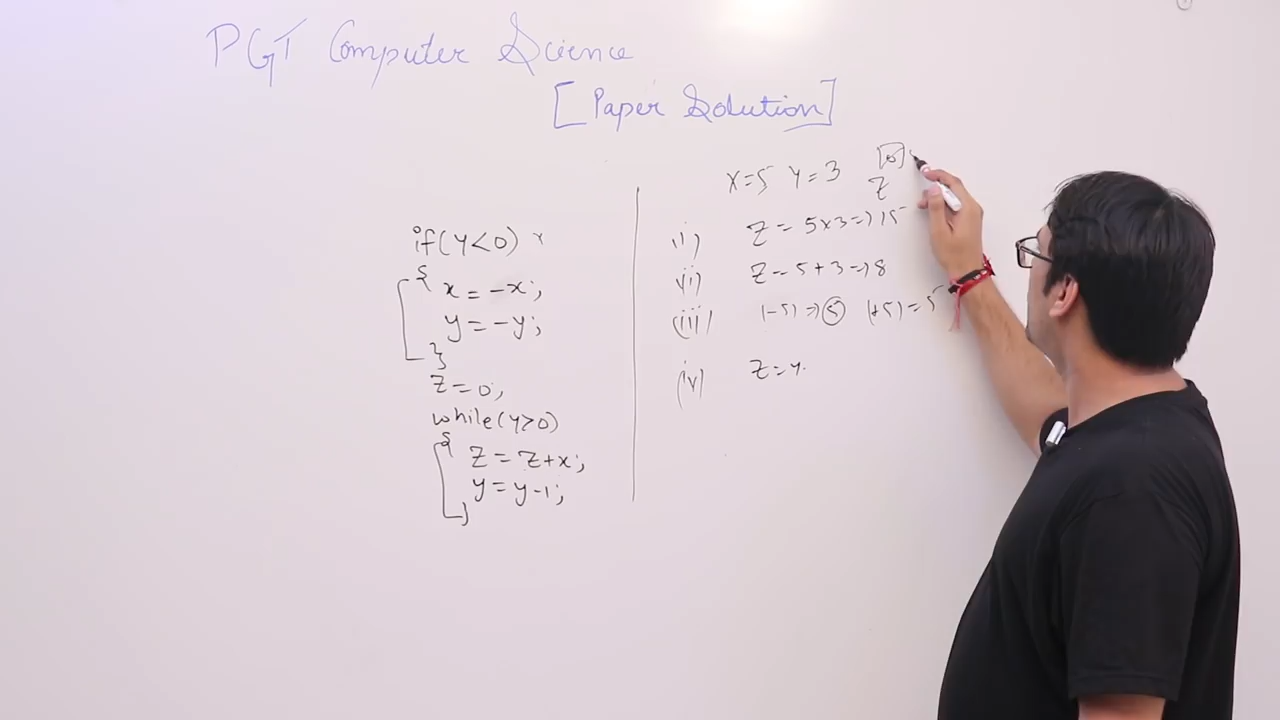 PGT Computer Science
[Paper Solution]
if(y<0) x
{ x = -x;
y = -y;
}
z=0;
while(y>0)
{ z = z+x;
y = y-1;
}
x=5 y=3 z
(i) z = 5x3=>15
(ii) z = 5+3=>8
(iii) |-5|=>5 |+5|=5
(iv) z=y.